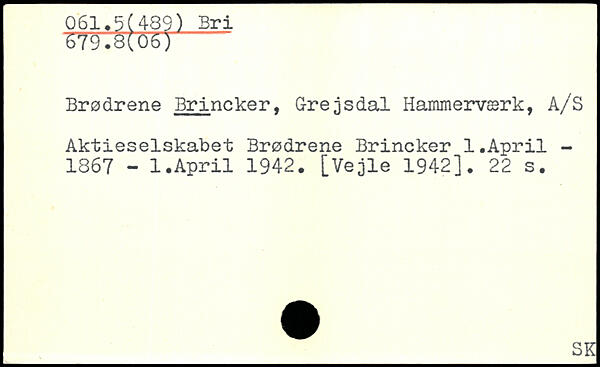 061.5(489) Bri
679.8(06)
Brødrene Brincker, Grejsdal Hammerværk, A/S
Aktieselskabet Brødrene Brincker 1.April -
1867 - 1.April 1942. [Vejle 1942]. 22 s.
SK